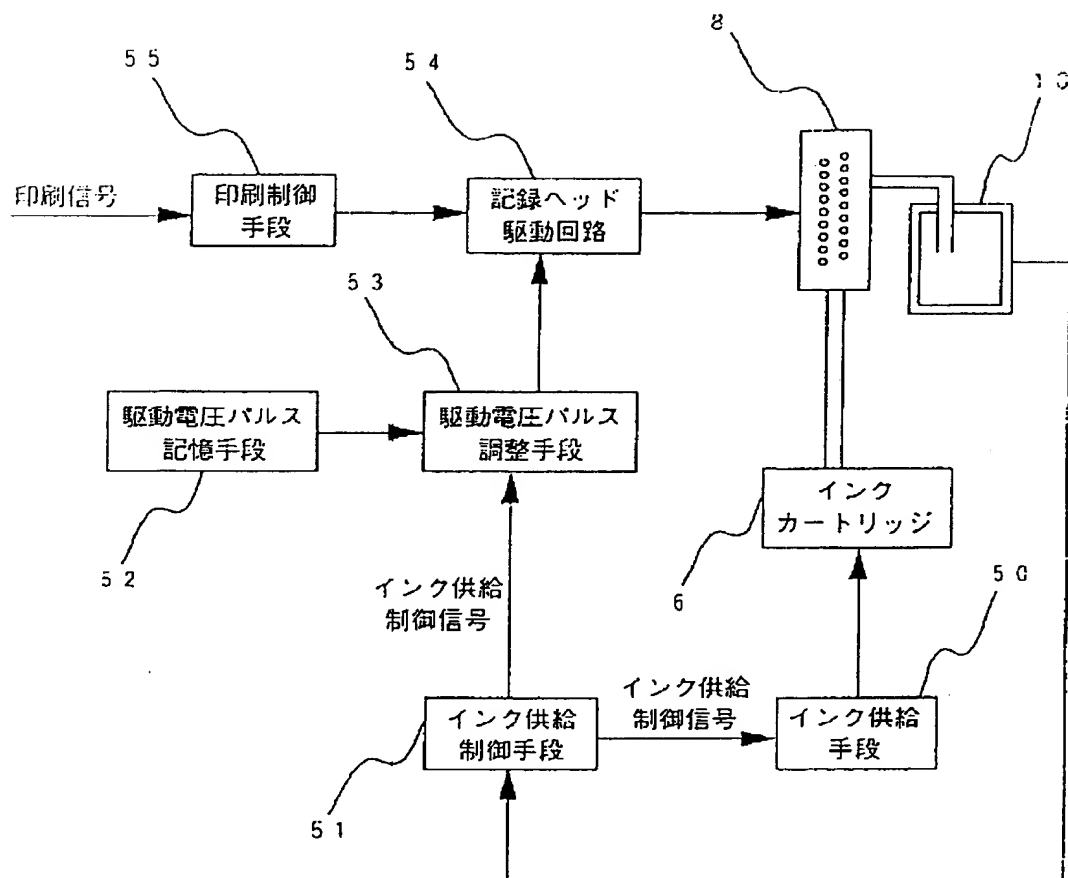 8
55
54
10
印刷信号
印刷制御
手段
記録ヘッド
駆動回路
53
駆動電圧パルス
記憶手段
駆動電圧パルス
調整手段
インク
カートリッジ
52
6
50
インク供給
制御信号
インク供給
制御信号
インク供給
制御手段
インク供給
手段
51